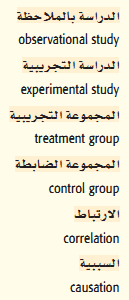 الدراسة بالملاحظة
observational study
الدراسة التجريبية
experimental study
المجموعة التجريبية
treatment group
المجموعة الضابطة
control group
الارتباط
correlation
السببية
causation